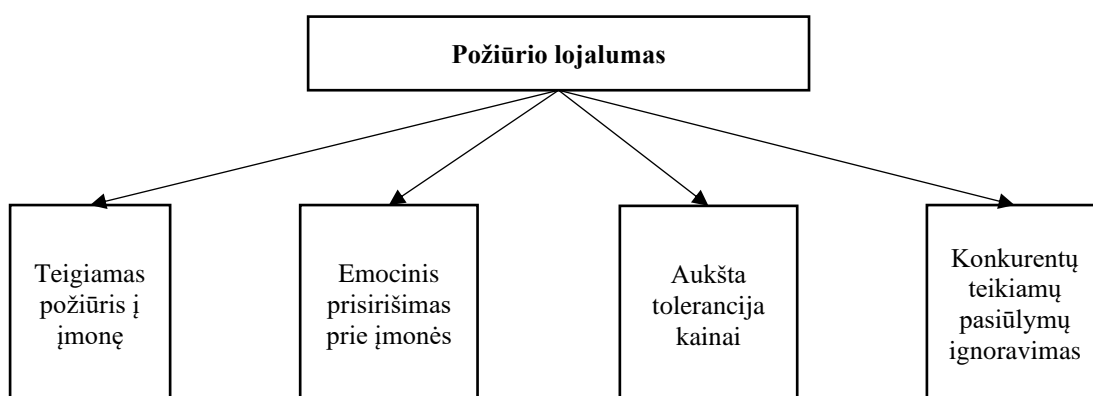 Požiūrio lojalumas
Teigiamas
požiūris į
įmonę
Emocinis
prisirišimas
prie įmonės
Aukšta
tolerancija
kainai
Konkurentų
teikiamų
pasiūlymų
ignoravimas